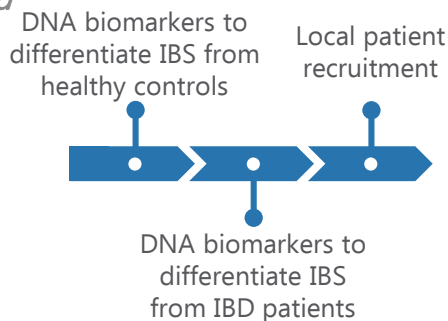 DNA biomarkers to
differentiate IBS from
healthy controls
Local patient
recruitment
DNA biomarkers to
differentiate IBS
from IBD patients